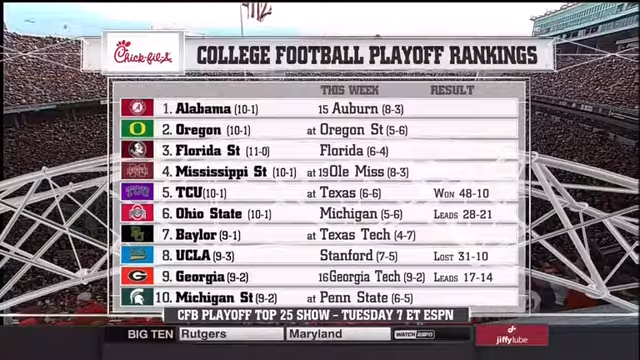 Chick-fil-A
COLLEGE FOOTBALL PLAYOFF RANKINGS
THIS WEEK RESULT
1. Alabama (10-1) 15 Auburn (8-3)
2. Oregon (10-1) at Oregon St (5-6)
3. Florida St (11-0) Florida (6-4)
4. Mississippi St (10-1) at 19 Ole Miss (8-3)
TCU 5. TCU (10-1) at Texas (6-6) Won 48-10
6. Ohio State (10-1) Michigan (5-6) Leads 28-21
7. Baylor (9-1) at Texas Tech (4-7)
8. UCLA (9-3) Stanford (7-5) Lost 31-10
9. Georgia (9-2) 16 Georgia Tech (9-2) Leads 17-14
10. Michigan St (9-2) at Penn State (6-5)
CFB PLAYOFF TOP 25 SHOW – TUESDAY 7 ET ESPN
BIG TEN Rutgers Maryland WATCH ESPN jiffylube